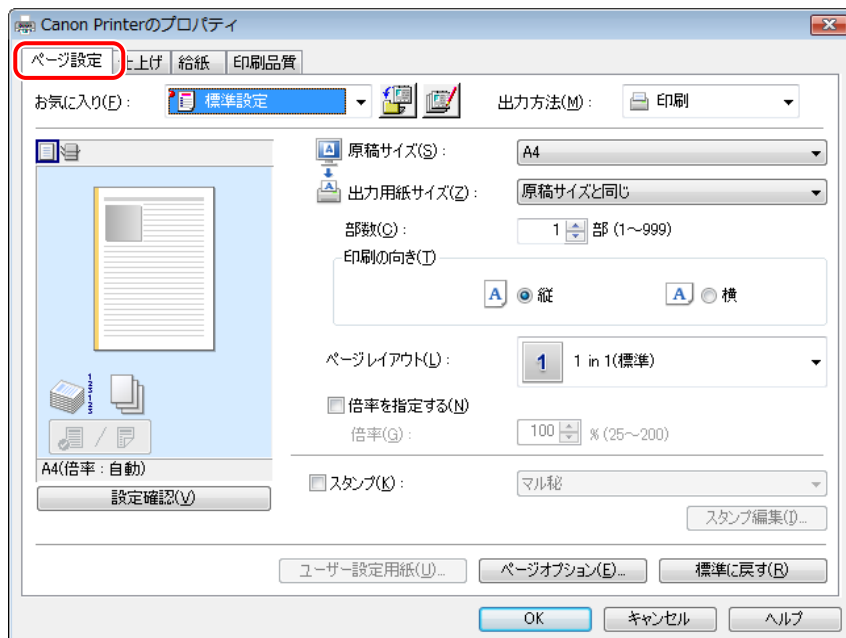 Canon Printerのプロパティ
ページ設定 仕上げ 給紙 印刷品質
お気に入り(F): 標準設定 出力方法(M): 印刷
原稿サイズ(S): A4
出力用紙サイズ(Z): 原稿サイズと同じ
部数(C): 1 部 (1～999)
印刷の向き(T)
A 縦 A 横
ページレイアウト(L): 1 1 in 1(標準)
倍率を指定する(N)
倍率(G): 100 % (25～200)
A4(倍率:自動)
設定確認(V)
スタンプ(K): マル秘
スタンプ編集(I)...
ユーザー設定用紙(U)... ページオプション(E)... 標準に戻す(R)
OK キャンセル ヘルプ